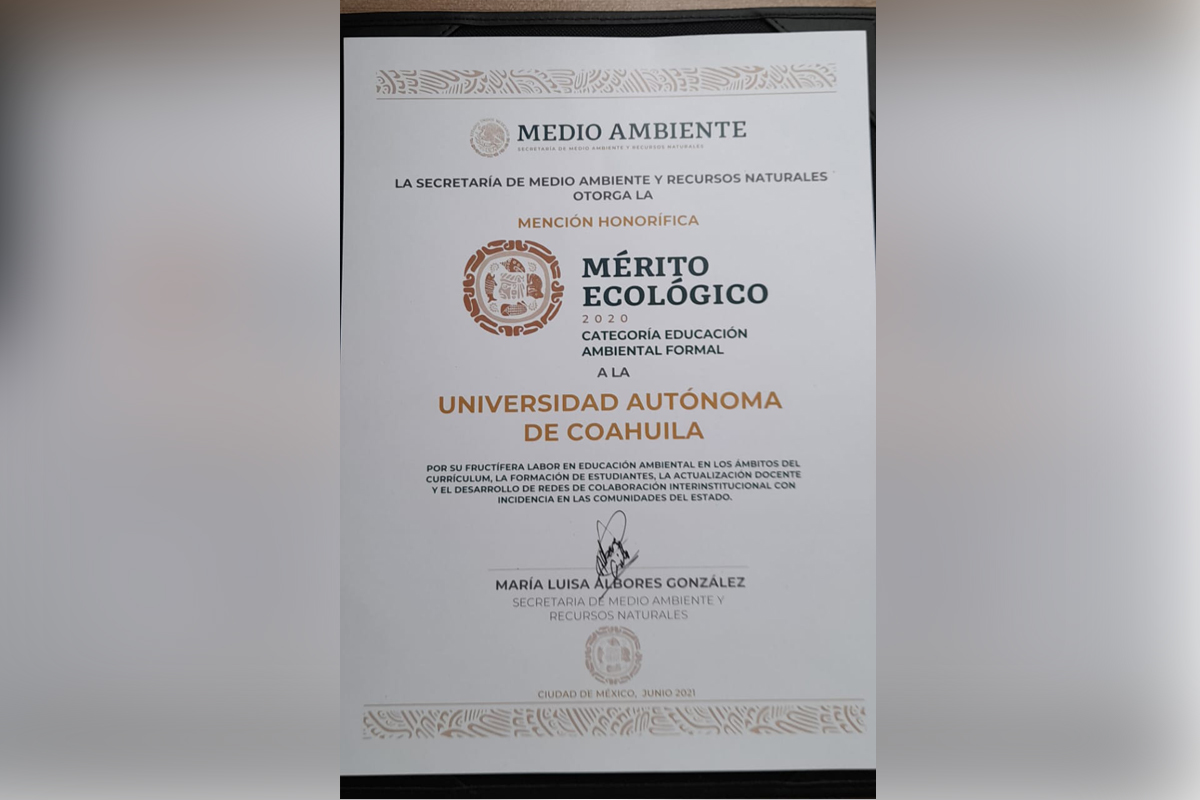 MEDIO AMBIENTE
SECRETARÍA DE MEDIO AMBIENTE Y RECURSOS NATURALES
LA SECRETARÍA DE MEDIO AMBIENTE Y RECURSOS NATURALES
OTORGA LA
MENCIÓN HONORÍFICA
MÉRITO
ECOLÓGICO
2020
CATEGORÍA EDUCACIÓN
AMBIENTAL FORMAL
A LA
UNIVERSIDAD AUTÓNOMA
DE COAHUILA
POR SU FRUCTÍFERA LABOR EN EDUCACIÓN AMBIENTAL EN LOS ÁMBITOS DEL
CURRÍCULUM, LA FORMACIÓN DE ESTUDIANTES, LA ACTUALIZACIÓN DOCENTE
Y EL DESARROLLO DE REDES DE COLABORACIÓN INTERINSTITUCIONAL CON
INCIDENCIA EN LAS COMUNIDADES DEL ESTADO.
MARÍA LUISA ALBORES GONZÁLEZ
SECRETARIA DE MEDIO AMBIENTE Y
RECURSOS NATURALES
CIUDAD DE MÉXICO, JUNIO 2021